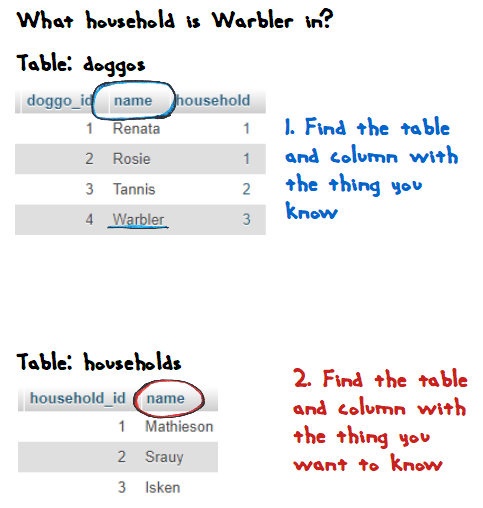 What household is Warbler in?
Table: doggos
doggo_id name household
1 Renata 1
2 Rosie 1
3 Tannis 2
4 Warbler 3
1. Find the table
and column with
the thing you
know
Table: households
household_id name
1 Mathieson
2 Srauy
3 Isken
2. Find the table
and column with
the thing you
want to know